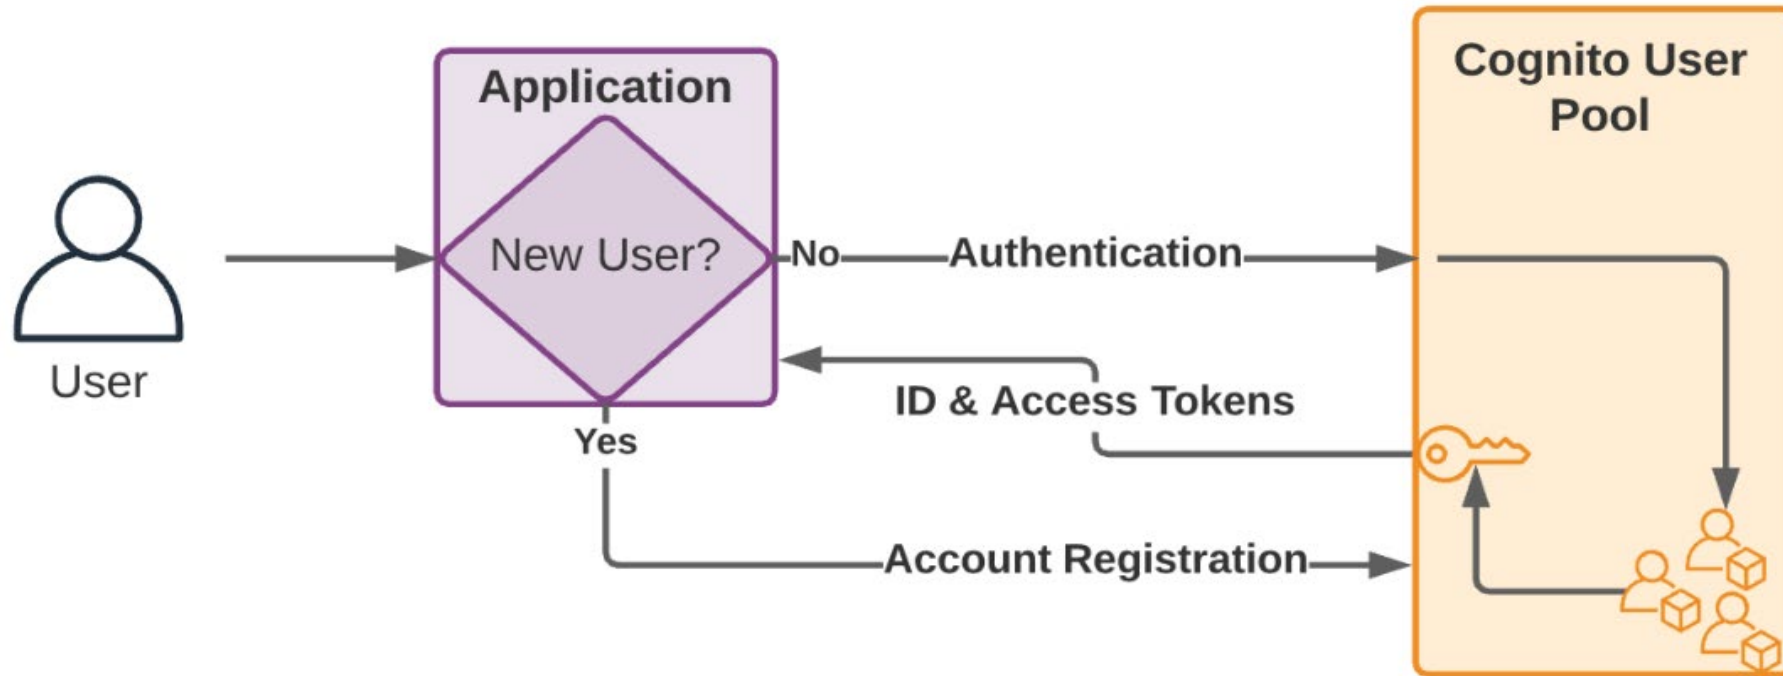 Application
Cognito User
Pool
New User?
No
Authentication
User
ID & Access Tokens
Yes
Account Registration